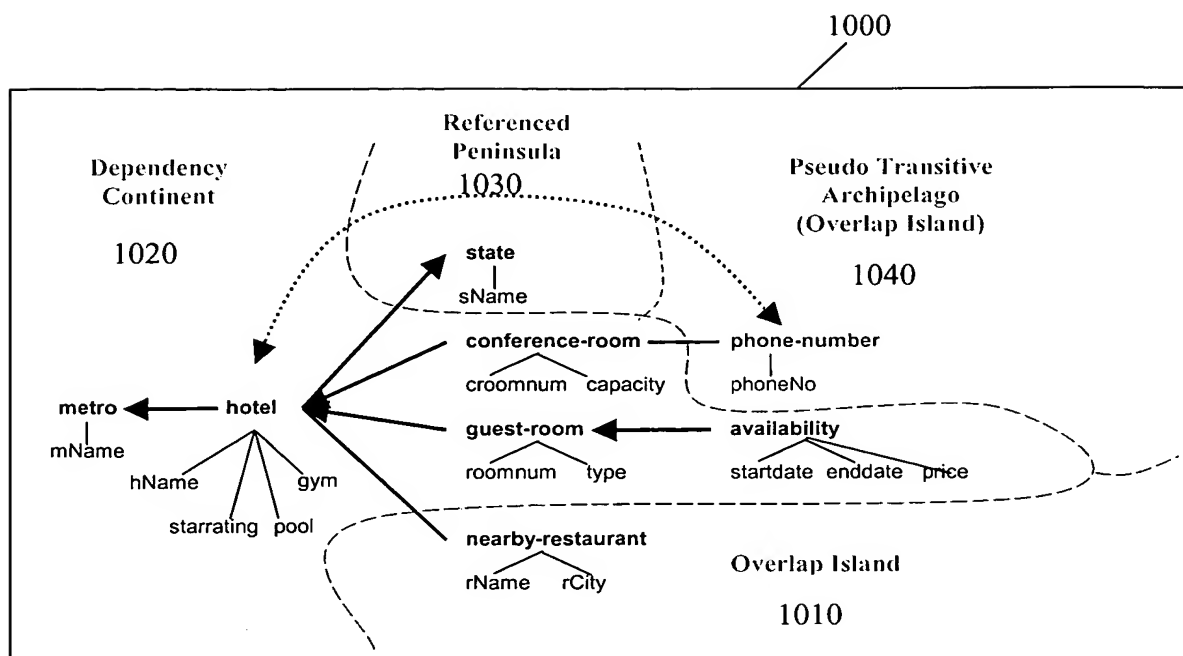 1000
Referenced
Peninsula
1030
Dependency
Continent
1020
Pseudo Transitive
Archipelago
(Overlap Island)
1040
state
sName
conference-room
croomnum capacity
phone-number
phoneNo
metro
mName
hotel
hName
starrating
pool
gym
guest-room
roomnum type
availability
startdate enddate price
nearby-restaurant
rName rCity
Overlap Island
1010